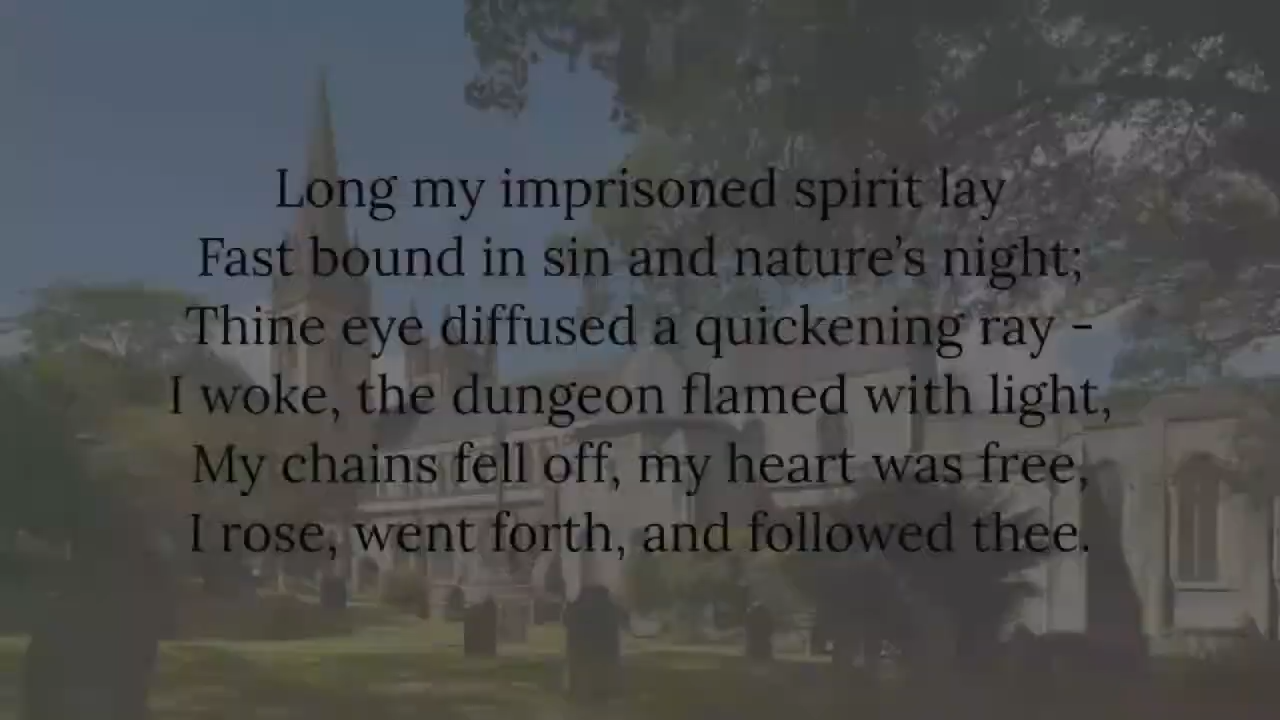 Long my imprisoned spirit lay
Fast bound in sin and nature’s night;
Thine eye diffused a quickening ray –
I woke, the dungeon flamed with light,
My chains fell off, my heart was free,
I rose, went forth, and followed thee.